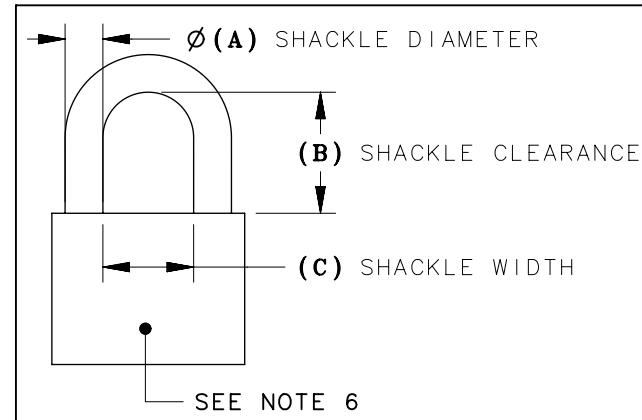 Ø(A) SHACKLE DIAMETER
(B) SHACKLE CLEARANCE
(C) SHACKLE WIDTH
SEE NOTE 6